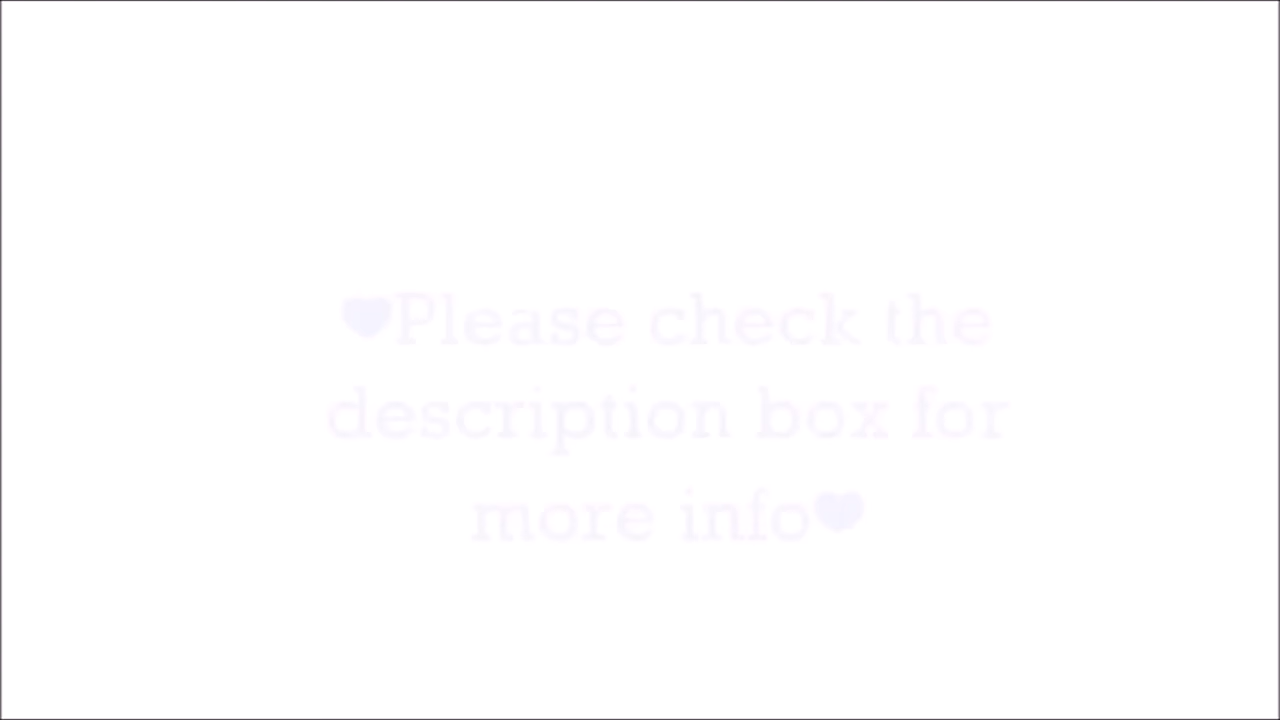 ♥Please check the
description box for
more info♥